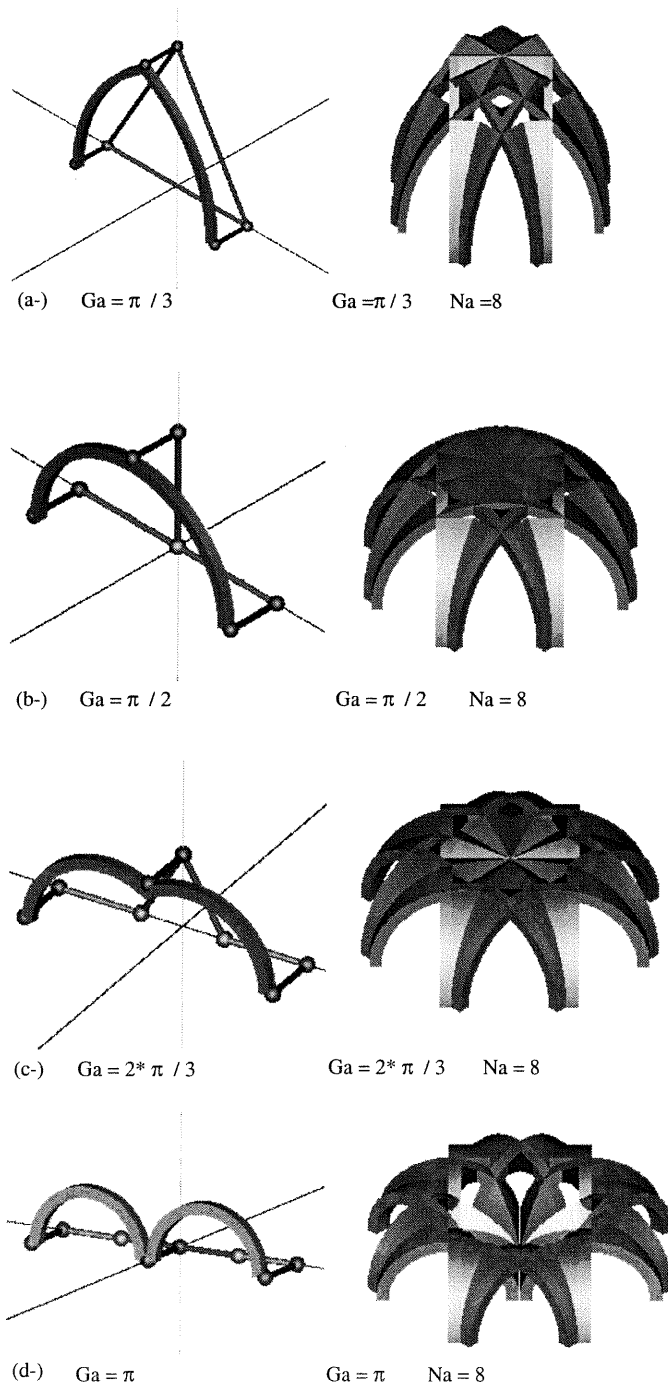 (a-) Ga = π / 3 Ga=π / 3 Na =8
(b-) Ga = π / 2 Ga = π / 2 Na = 8
(c-) Ga = 2* π / 3 Ga = 2* π / 3 Na = 8
(d-) Ga = π Ga = π Na = 8